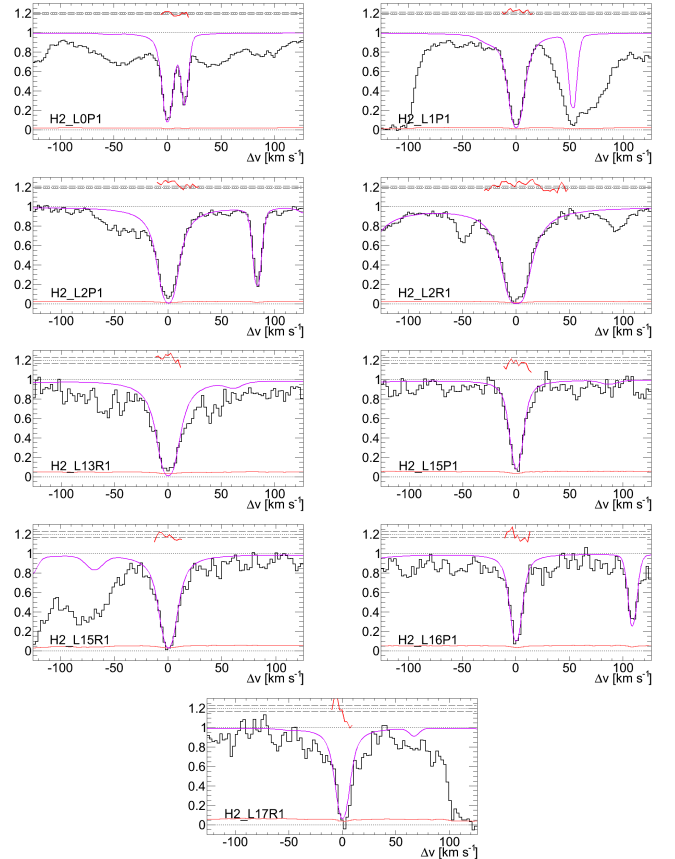 1.2 1.2
1 1
0.8 0.8
0.6 0.6
0.4 0.4
0.2 0.2
H2_L0P1 H2_L1P1
0 0
-100 -50 0 50 100 -100 -50 0 50 100
Δv [km s⁻¹] Δv [km s⁻¹]
1.2 1.2
1 1
0.8 0.8
0.6 0.6
0.4 0.4
0.2 0.2
H2_L2P1 H2_L2R1
0 0
-100 -50 0 50 100 -100 -50 0 50 100
Δv [km s⁻¹] Δv [km s⁻¹]
1.2 1.2
1 1
0.8 0.8
0.6 0.6
0.4 0.4
0.2 0.2
H2_L13R1 H2_L15P1
0 0
-100 -50 0 50 100 -100 -50 0 50 100
Δv [km s⁻¹] Δv [km s⁻¹]
1.2 1.2
1 1
0.8 0.8
0.6 0.6
0.4 0.4
0.2 0.2
H2_L15R1 H2_L16P1
0 0
-100 -50 0 50 100 -100 -50 0 50 100
Δv [km s⁻¹] Δv [km s⁻¹]
1.2
1
0.8
0.6
0.4
0.2
H2_L17R1
0
-100 -50 0 50 100
Δv [km s⁻¹]